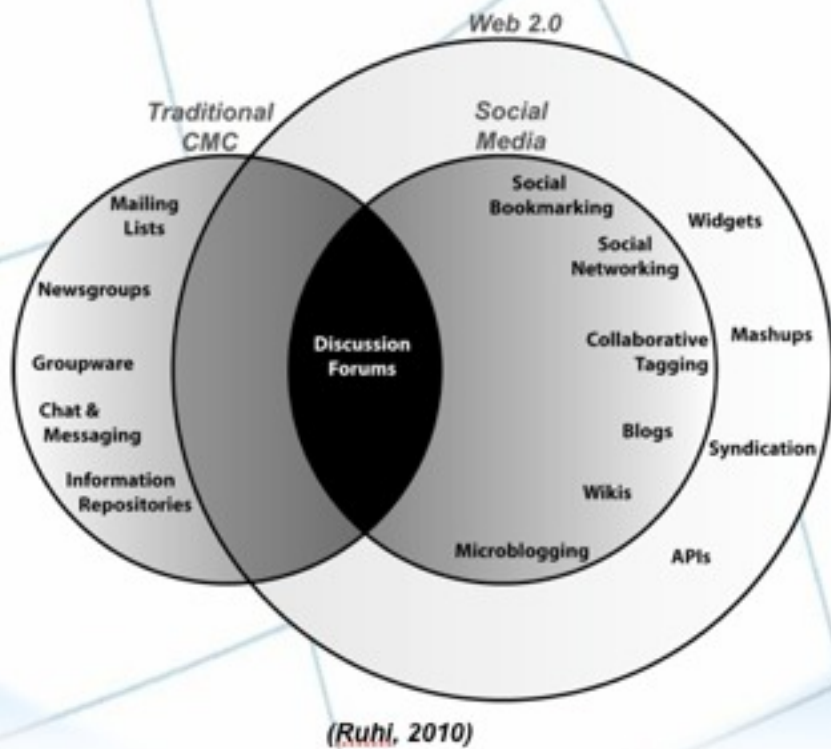 Web 2.0
Traditional
CMC
Social
Media
Mailing
Lists
Newsgroups
Groupware
Chat &
Messaging
Information
Repositories
Discussion
Forums
Social
Bookmarking
Social
Networking
Collaborative
Tagging
Blogs
Wikis
Microblogging
Widgets
Mashups
Syndication
APIs
(Ruhi, 2010)